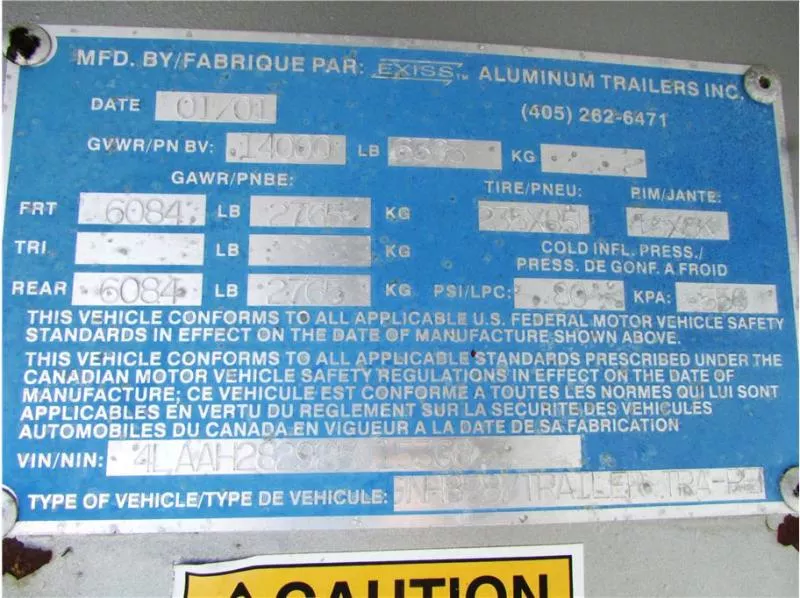 MFD. BY/FABRIQUE PAR: EXISS TM ALUMINUM TRAILERS INC.
DATE 01/01 (405) 262-6471
GVWR/PN BV: 14000 LB KG
GAWR/PNBE: TIRE/PNEU: RIM/JANTE:
FRT 6084 LB 2765 KG
TRI LB KG COLD INFL. PRESS./
PRESS. DE GONF. A FROID
REAR 6084 LB 2765 KG PSI/LPC: 80 KPA: 550
THIS VEHICLE CONFORMS TO ALL APPLICABLE U.S. FEDERAL MOTOR VEHICLE SAFETY
STANDARDS IN EFFECT ON THE DATE OF MANUFACTURE SHOWN ABOVE.
THIS VEHICLE CONFORMS TO ALL APPLICABLE STANDARDS PRESCRIBED UNDER THE
CANADIAN MOTOR VEHICLE SAFETY REGULATIONS IN EFFECT ON THE DATE OF
MANUFACTURE; CE VEHICULE EST CONFORME A TOUTES LES NORMES QUI LUI SONT
APPLICABLES EN VERTU DU REGLEMENT SUR LA SECURITE DES VEHICULES
AUTOMOBILES DU CANADA EN VIGUEUR A LA DATE DE SA FABRICATION
VIN/NIN:
TYPE OF VEHICLE/TYPE DE VEHICULE:
CAUTION